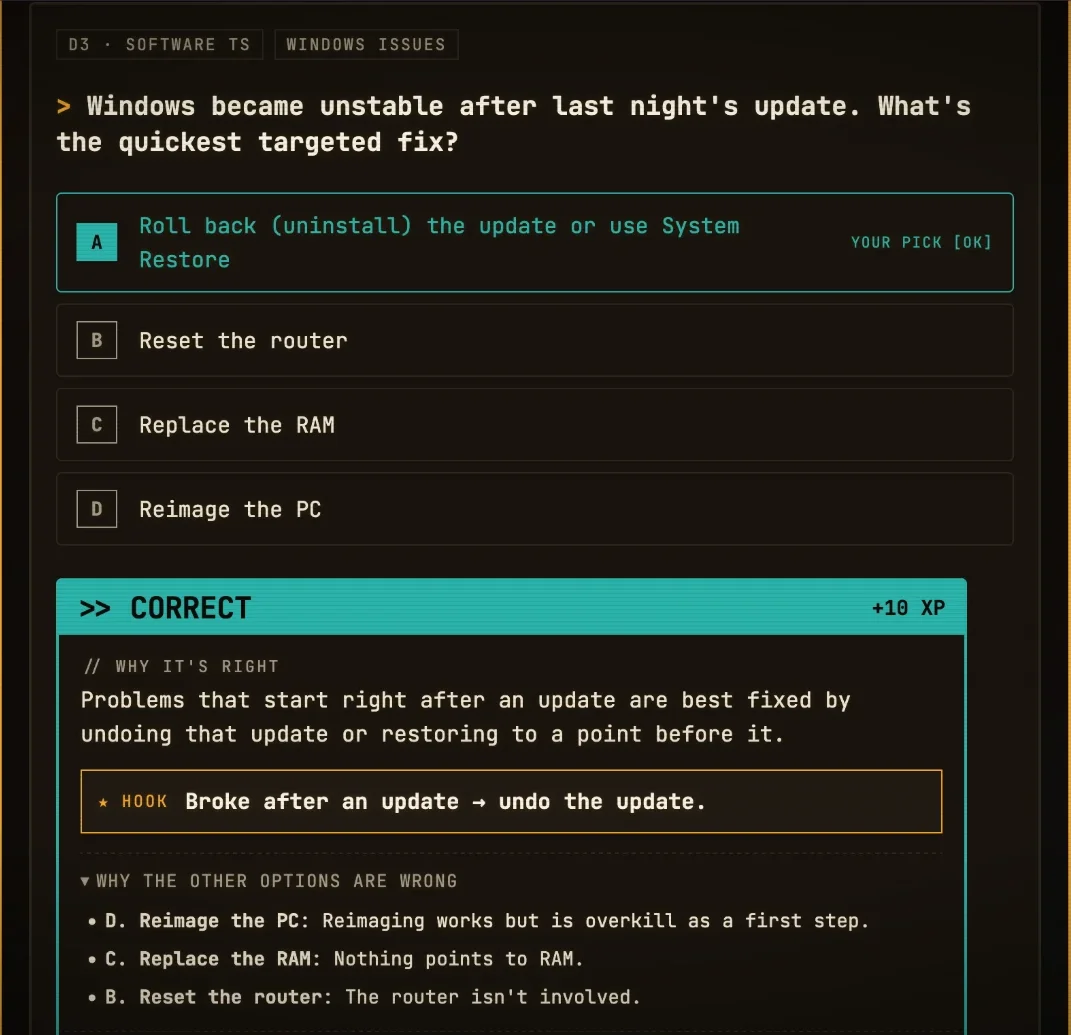 D3 · SOFTWARE TS
WINDOWS ISSUES
> Windows became unstable after last night's update. What's
the quickest targeted fix?
A
Roll back (uninstall) the update or use System
Restore
YOUR PICK [OK]
B
Reset the router
C
Replace the RAM
D
Reimage the PC
>> CORRECT
+10 XP
// WHY IT'S RIGHT
Problems that start right after an update are best fixed by
undoing that update or restoring to a point before it.
★ HOOK Broke after an update → undo the update.
▼ WHY THE OTHER OPTIONS ARE WRONG
• D. Reimage the PC: Reimaging works but is overkill as a first step.
• C. Replace the RAM: Nothing points to RAM.
• B. Reset the router: The router isn't involved.